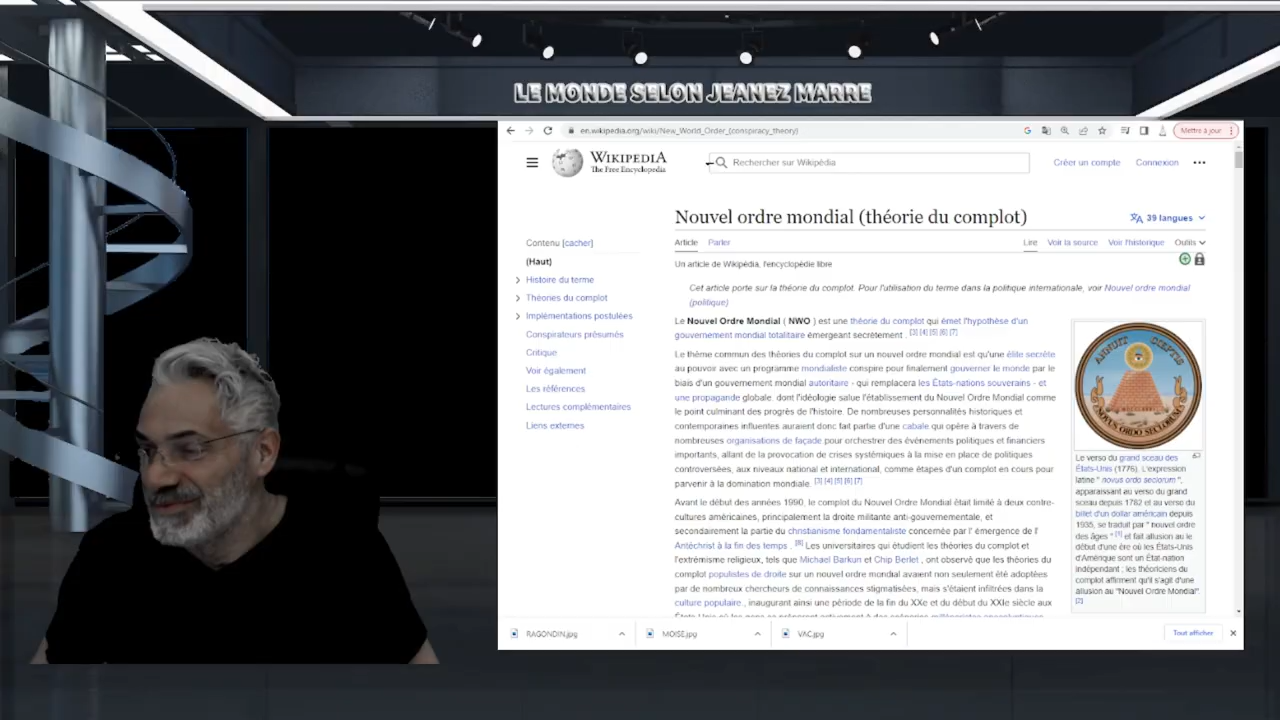 LE MONDE SELON JEANEZ MARRE
en.wikipedia.org/wiki/New_World_Order_(conspiracy_theory)
Mettre à jour
WIKIPEDIA
The Free Encyclopedia
Rechercher sur Wikipédia
Créer un compte
Connexion
Nouvel ordre mondial (théorie du complot)
39 langues
Contenu [cacher]
(Haut)
Histoire du terme
Théories du complot
Implémentations postulées
Conspirateurs présumés
Critique
Voir également
Les références
Lectures complémentaires
Liens externes
Article Parler
Lire Voir la source Voir l'historique Outils
Un article de Wikipédia, l'encyclopédie libre
Cet article porte sur la théorie du complot. Pour l'utilisation du terme dans la politique internationale, voir Nouvel ordre mondial
(politique)
Le Nouvel Ordre Mondial ( NWO ) est une théorie du complot qui émet l'hypothèse d'un
gouvernement mondial totalitaire émergeant secrètement . [3] [4] [5] [6] [7]
Le thème commun des théories du complot sur un nouvel ordre mondial est qu'une élite secrète
au pouvoir avec un programme mondialiste conspire pour finalement gouverner le monde par le
biais d'un gouvernement mondial autoritaire - qui remplacera les États-nations souverains - et
une propagande globale. dont l'idéologie salue l'établissement du Nouvel Ordre Mondial comme
le point culminant des progrès de l'histoire. De nombreuses personnalités historiques et
contemporaines influentes auraient donc fait partie d'une cabale qui opère à travers de
nombreuses organisations de façade pour orchestrer des événements politiques et financiers
importants, allant de la provocation de crises systémiques à la mise en place de politiques
controversées, aux niveaux national et international, comme étapes d'un complot en cours pour
parvenir à la domination mondiale. [3] [4] [5] [6] [7]
Avant le début des années 1990, le complot du Nouvel Ordre Mondial était limité à deux contre-
cultures américaines, principalement la droite militante anti-gouvernementale, et
secondairement la partie du christianisme fondamentaliste concernée par l' émergence de l'
Antéchrist à la fin des temps . [8] Les universitaires qui étudient les théories du complot et
l'extrémisme religieux, tels que Michael Barkun et Chip Berlet , ont observé que les théories du
complot populistes de droite sur un nouvel ordre mondial avaient non seulement été adoptées
par de nombreux chercheurs de connaissances stigmatisées, mais s'étaient infiltrées dans la
culture populaire , inaugurant ainsi une période de la fin du XXe et du début du XXIe siècle aux
ANNUIT CŒPTIS
NOVUS ORDO SECLORUM
Le verso du grand sceau des
États-Unis (1776). L'expression
latine " novus ordo seclorum ",
apparaissant au verso du grand
sceau depuis 1782 et au verso du
billet d'un dollar américain depuis
1935, se traduit par " nouvel ordre
des âges " [1] et fait allusion au
début d'une ère où les États-Unis
d'Amérique sont un État-nation
indépendant ; les théoriciens du
complot affirment qu'il s'agit d'une
allusion au "Nouvel Ordre Mondial".
[2]
RAGONDIN.jpg
MOISE.jpg
VAC.jpg
Tout afficher